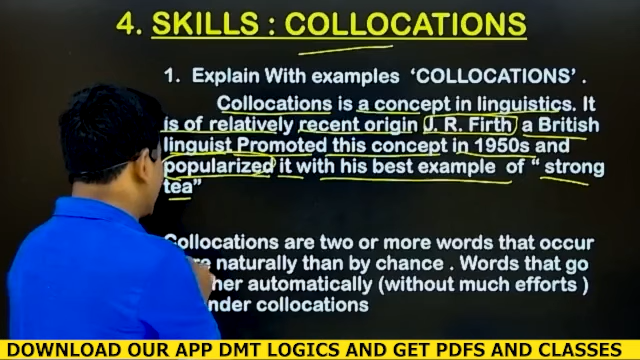 4. SKILLS : COLLOCATIONS
1. Explain With examples ‘COLLOCATIONS’ .
Collocations is a concept in linguistics. It
is of relatively recent origin J. R. Firth a British
linguist Promoted this concept in 1950s and
popularized it with his best example of “ strong
tea”
Collocations are two or more words that occur
naturally than by chance . Words that go
automatically (without much efforts )
collocations
DOWNLOAD OUR APP DMT LOGICS AND GET PDFS AND CLASSES